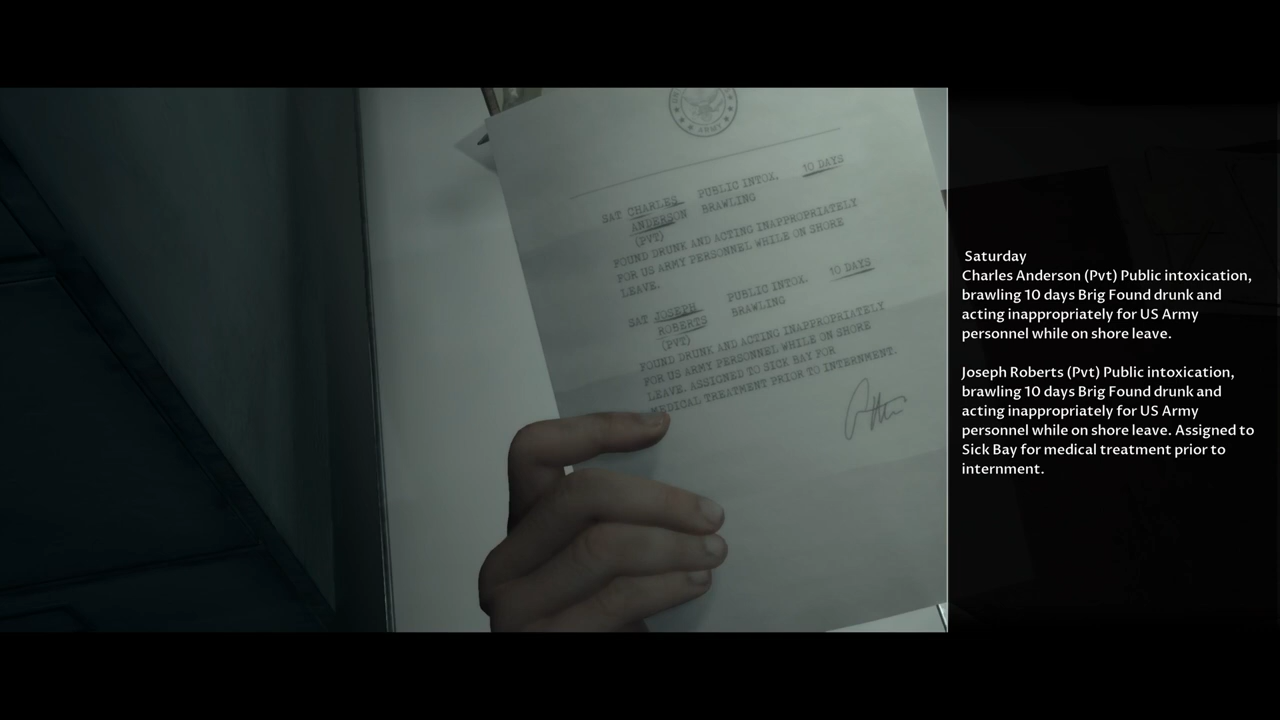 ARMY
SAT CHARLES PUBLIC INTOX. 10 DAYS
ANDERSON BRAWLING
(PVT)
FOUND DRUNK AND ACTING INAPPROPRIATELY
FOR US ARMY PERSONNEL WHILE ON SHORE
LEAVE.
SAT JOSEPH PUBLIC INTOX. 10 DAYS
ROBERTS BRAWLING
(PVT)
FOUND DRUNK AND ACTING INAPPROPRIATELY
FOR US ARMY PERSONNEL WHILE ON SHORE
LEAVE. ASSIGNED TO SICK BAY FOR
MEDICAL TREATMENT PRIOR TO INTERNMENT.
Saturday
Charles Anderson (Pvt) Public intoxication,
brawling 10 days Brig Found drunk and
acting inappropriately for US Army
personnel while on shore leave.
Joseph Roberts (Pvt) Public intoxication,
brawling 10 days Brig Found drunk and
acting inappropriately for US Army
personnel while on shore leave. Assigned to
Sick Bay for medical treatment prior to
internment.